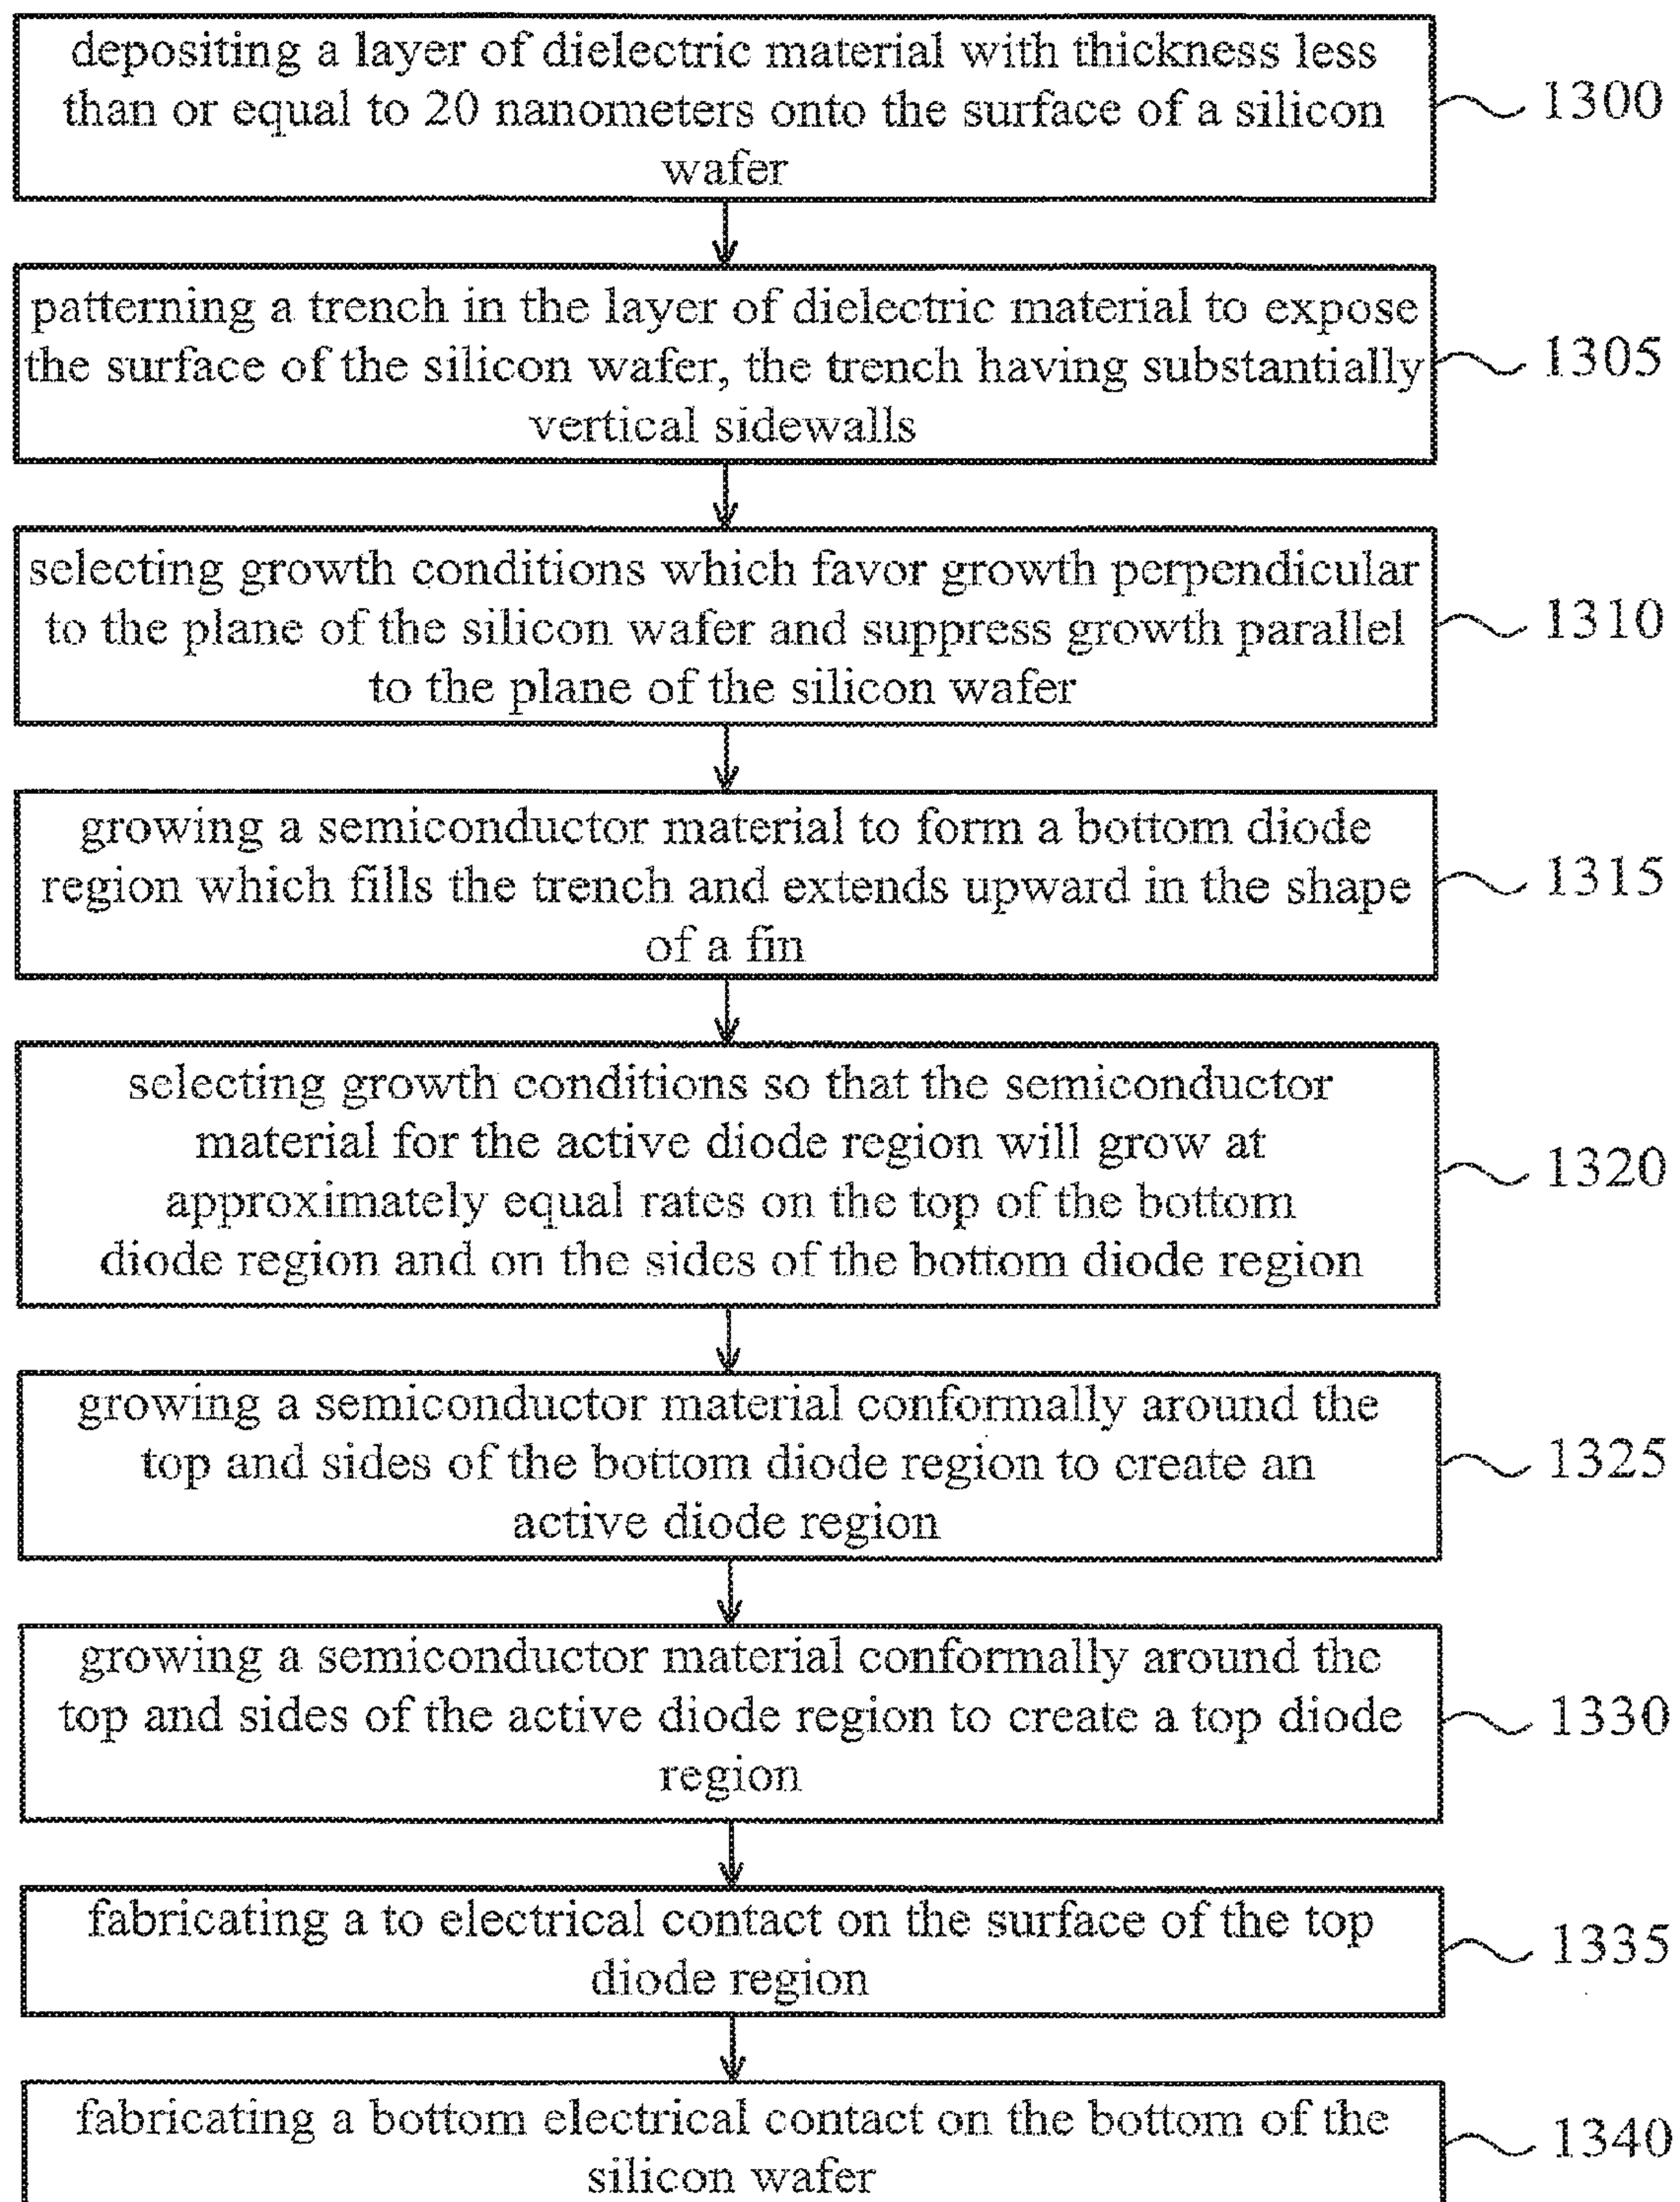 depositing a layer of dielectric material with thickness less
than or equal to 20 nanometers onto the surface of a silicon
wafer
1300
patterning a trench in the layer of dielectric material to expose
the surface of the silicon wafer, the trench having substantially
vertical sidewalls
1305
selecting growth conditions which favor growth perpendicular
to the plane of the silicon wafer and suppress growth parallel
to the plane of the silicon wafer
1310
growing a semiconductor material to form a bottom diode
region which fills the trench and extends upward in the shape
of a fin
1315
selecting growth conditions so that the semiconductor
material for the active diode region will grow at
approximately equal rates on the top of the bottom
diode region and on the sides of the bottom diode region
1320
growing a semiconductor material conformally around the
top and sides of the bottom diode region to create an
active diode region
1325
growing a semiconductor material conformally around the
top and sides of the active diode region to create a top diode
region
1330
fabricating a to electrical contact on the surface of the top
diode region
1335
fabricating a bottom electrical contact on the bottom of the
silicon wafer
1340